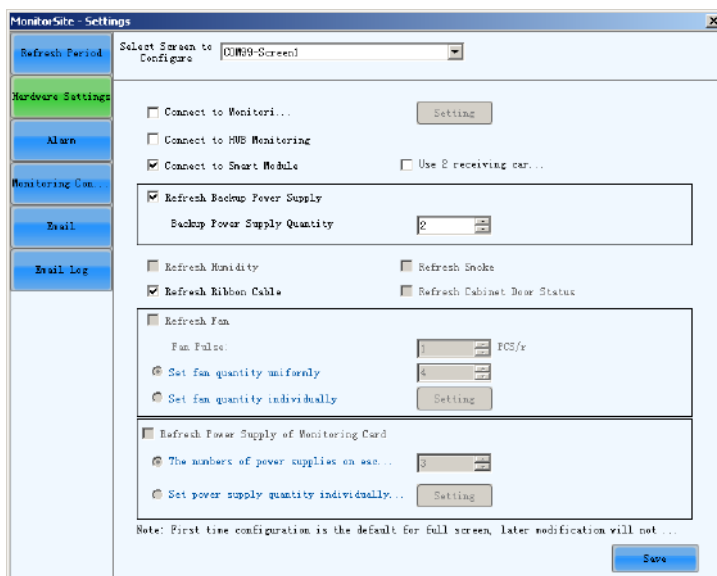 MonitorSite - Settings
Refresh Period
Select Screen to Configure
COM99-Screen1
Hardware Settings
Connect to Monitori...
Setting
Connect to HUB Monitoring
Alarm
Connect to Smart Module
Use 2 receiving car...
Monitoring Con...
Refresh Backup Power Supply
Backup Power Supply Quantity
2
Email
Email Log
Refresh Humidity
Refresh Smoke
Refresh Ribbon Cable
Refresh Cabinet Door Status
Refresh Fan
Fan Pulse:
1
PCS/r
Set fan quantity uniformly
4
Set fan quantity individually
Setting
Refresh Power Supply of Monitoring Card
The numbers of power supplies on eac...
3
Set power supply quantity individually...
Setting
Note: First time configuration is the default for full screen, later modification will not ...
Save